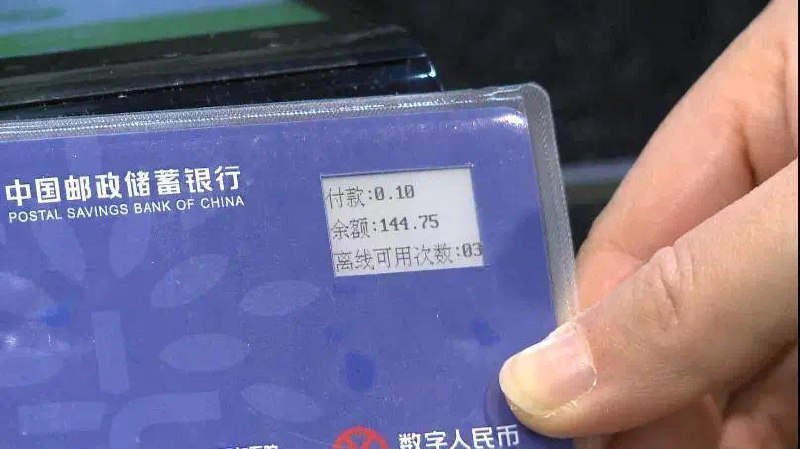 中国邮政储蓄银行
POSTAL SAVINGS BANK OF CHINA
付款:0.10
余额:144.75
离线可用次数:03
数字人民币